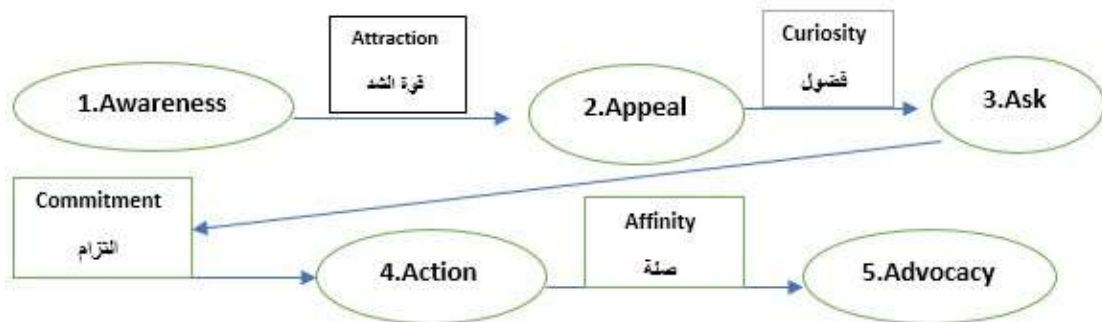 Attraction
قوة الشد
Curiosity
فضول
1.Awareness
2.Appeal
3.Ask
Commitment
التزام
Affinity
صلة
4.Action
5.Advocacy